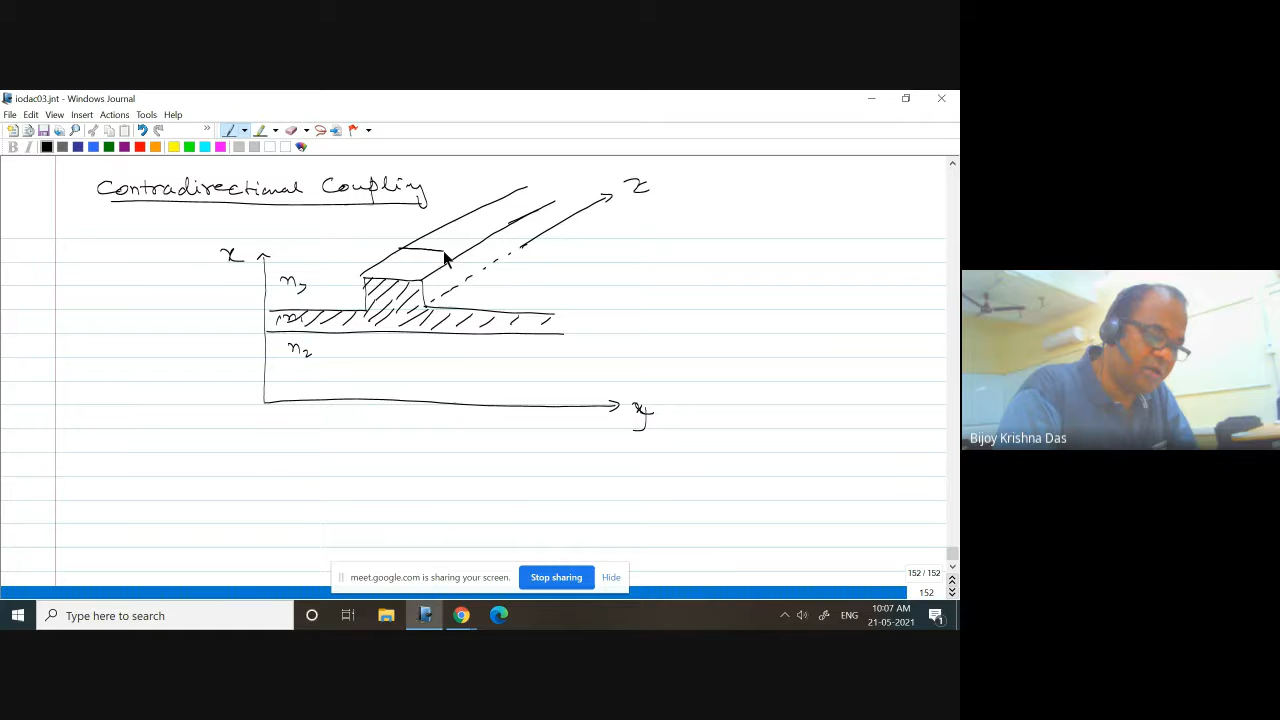 iodac03.jnt - Windows Journal
File Edit View Insert Actions Tools Help
Contradirectional Coupling
z
x
n3
n2
y
Bijoy Krishna Das
meet.google.com is sharing your screen. Stop sharing Hide
152 / 152
152
Type here to search
ENG
10:07 AM
21-05-2021
1